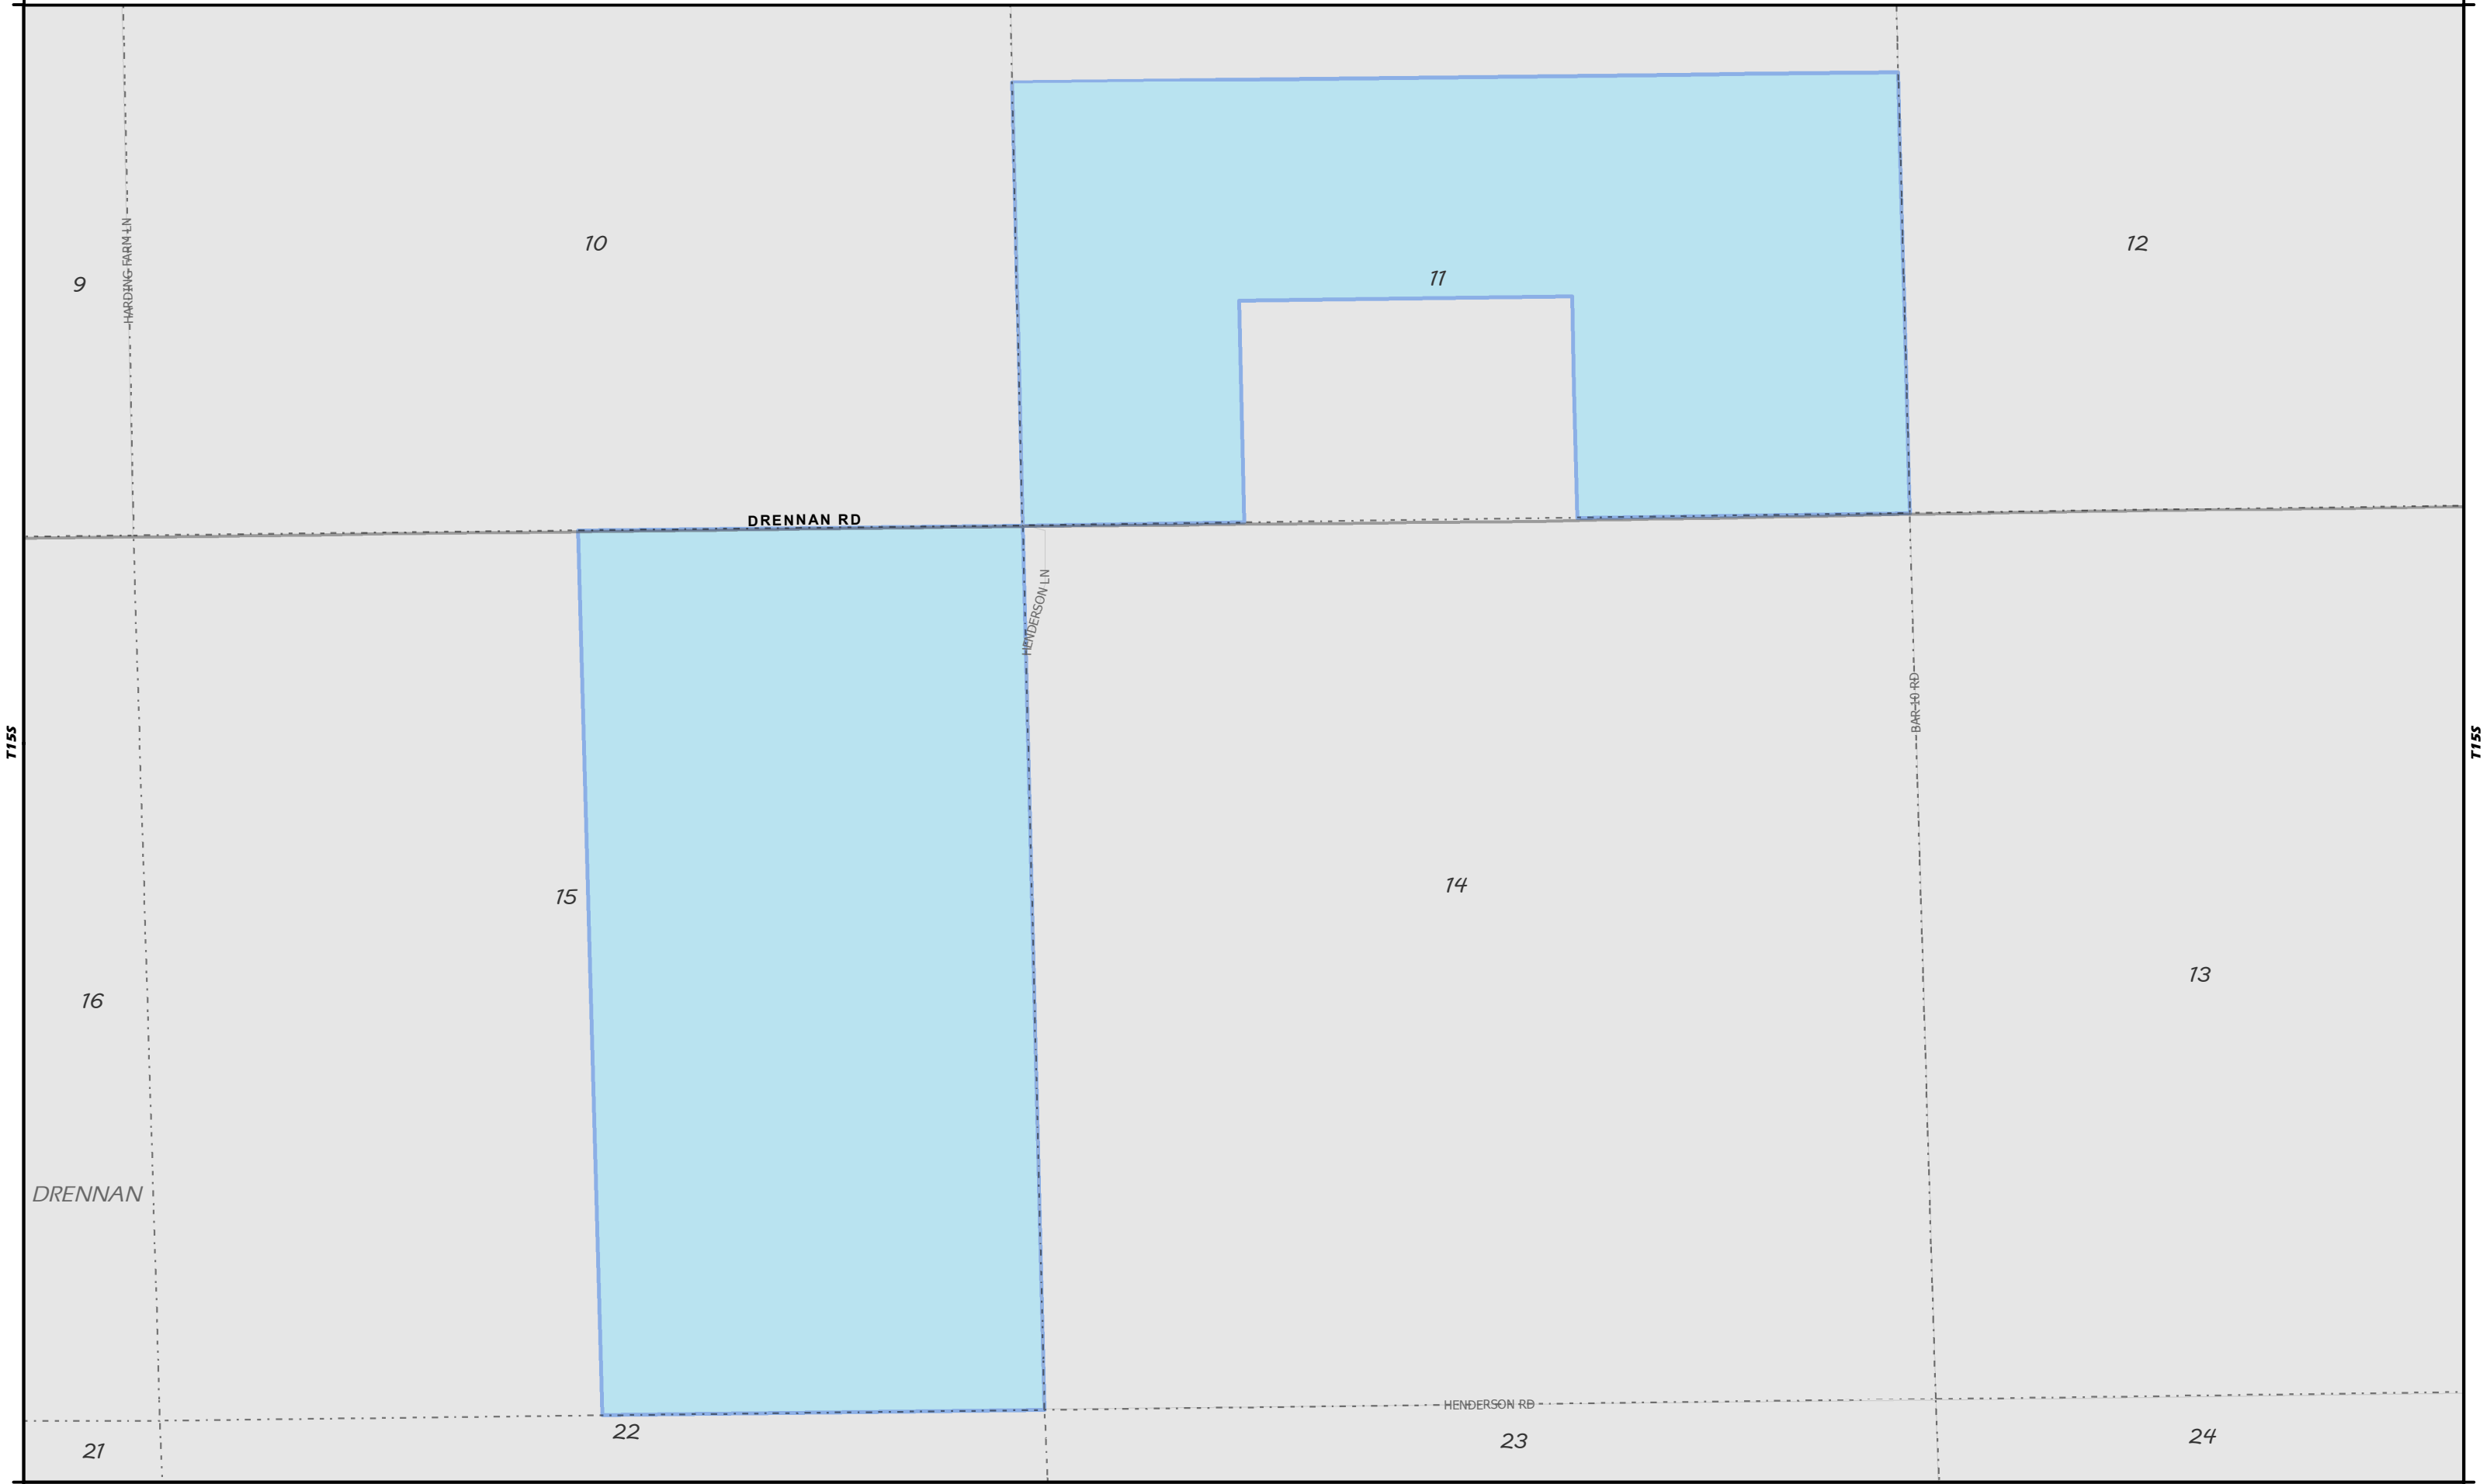 10
12
11
9
HARDING FARM LN
DRENNAN RD
HENDERSON LN
BAR 10 RD
T15S
T15S
14
15
13
16
DRENNAN
HENDERSON RD
22
24
23
21